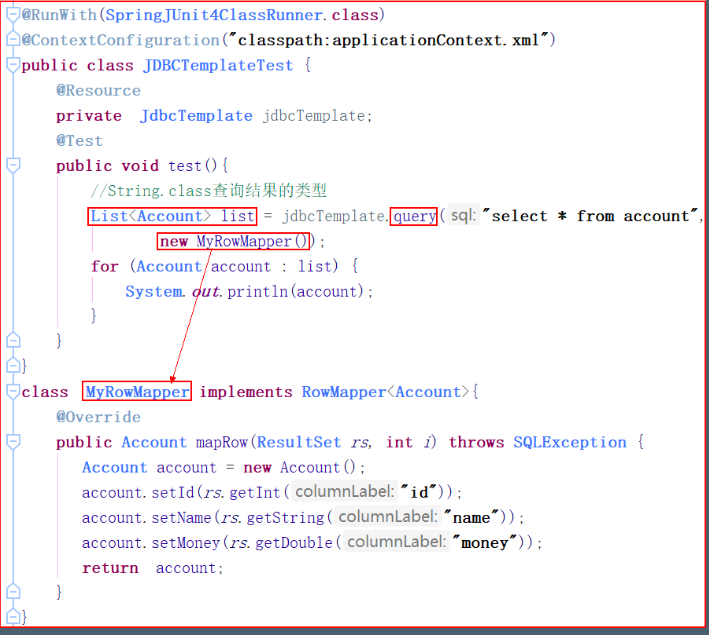 @RunWith(SpringJUnit4ClassRunner.class)
@ContextConfiguration("classpath:applicationContext.xml")
public class JDBCTemplateTest {
    @Resource
    private  JdbcTemplate jdbcTemplate;
    @Test
    public void test(){
        //String.class查询结果的类型
        List<Account> list = jdbcTemplate.query( sql: "select * from account",
                new MyRowMapper());
        for (Account account : list) {
            System.out.println(account);
        }
    }
}
class  MyRowMapper implements RowMapper<Account>{
    @Override
    public Account mapRow(ResultSet rs, int i) throws SQLException {
       Account account = new Account();
       account.setId(rs.getInt( columnLabel: "id"));
       account.setName(rs.getString( columnLabel: "name"));
       account.setMoney(rs.getDouble( columnLabel: "money"));
       return  account;
    }
}